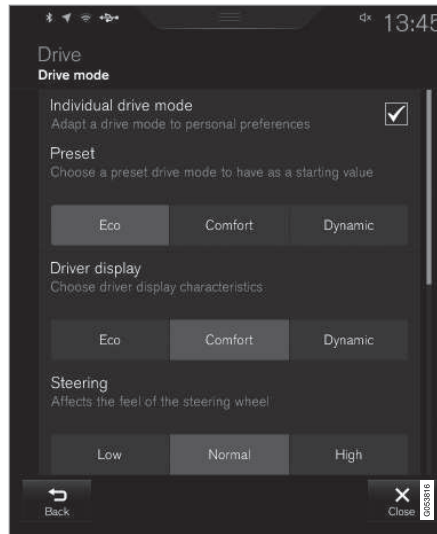 13:45
Drive
Drive mode
Individual drive mode
Adapt a drive mode to personal preferences
Preset
Choose a preset drive mode to have as a starting value
Eco Comfort Dynamic
Driver display
Choose driver display characteristics
Eco Comfort Dynamic
Steering
Affects the feel of the steering wheel
Low Normal High
Back Close
G053816